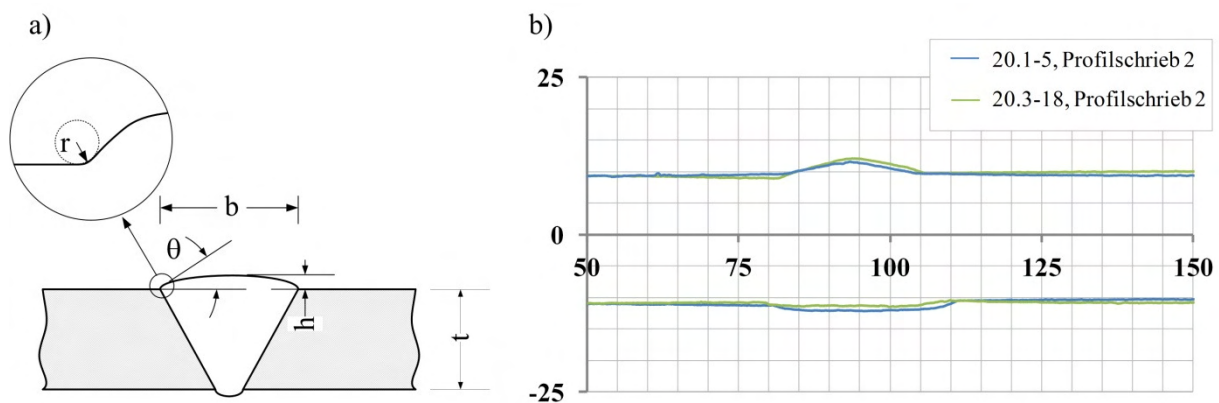 a)
r
b
θ
h
t
b)
20.1-5, Profilschrieb 2
20.3-18, Profilschrieb 2
25
0
50
75
100
125
150
-25